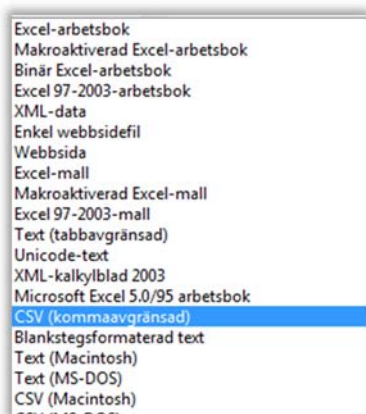 Excel-arbetsbok
Makroaktiverad Excel-arbetsbok
Binär Excel-arbetsbok
Excel 97-2003-arbetsbok
XML-data
Enkel webbsidefil
Webbsida
Excel-mall
Makroaktiverad Excel-mall
Excel 97-2003-mall
Text (tabbavgränsad)
Unicode-text
XML-kalkylblad 2003
Microsoft Excel 5.0/95 arbetsbok
CSV (kommaavgränsad)
Blankstegsformaterad text
Text (Macintosh)
Text (MS-DOS)
CSV (Macintosh)